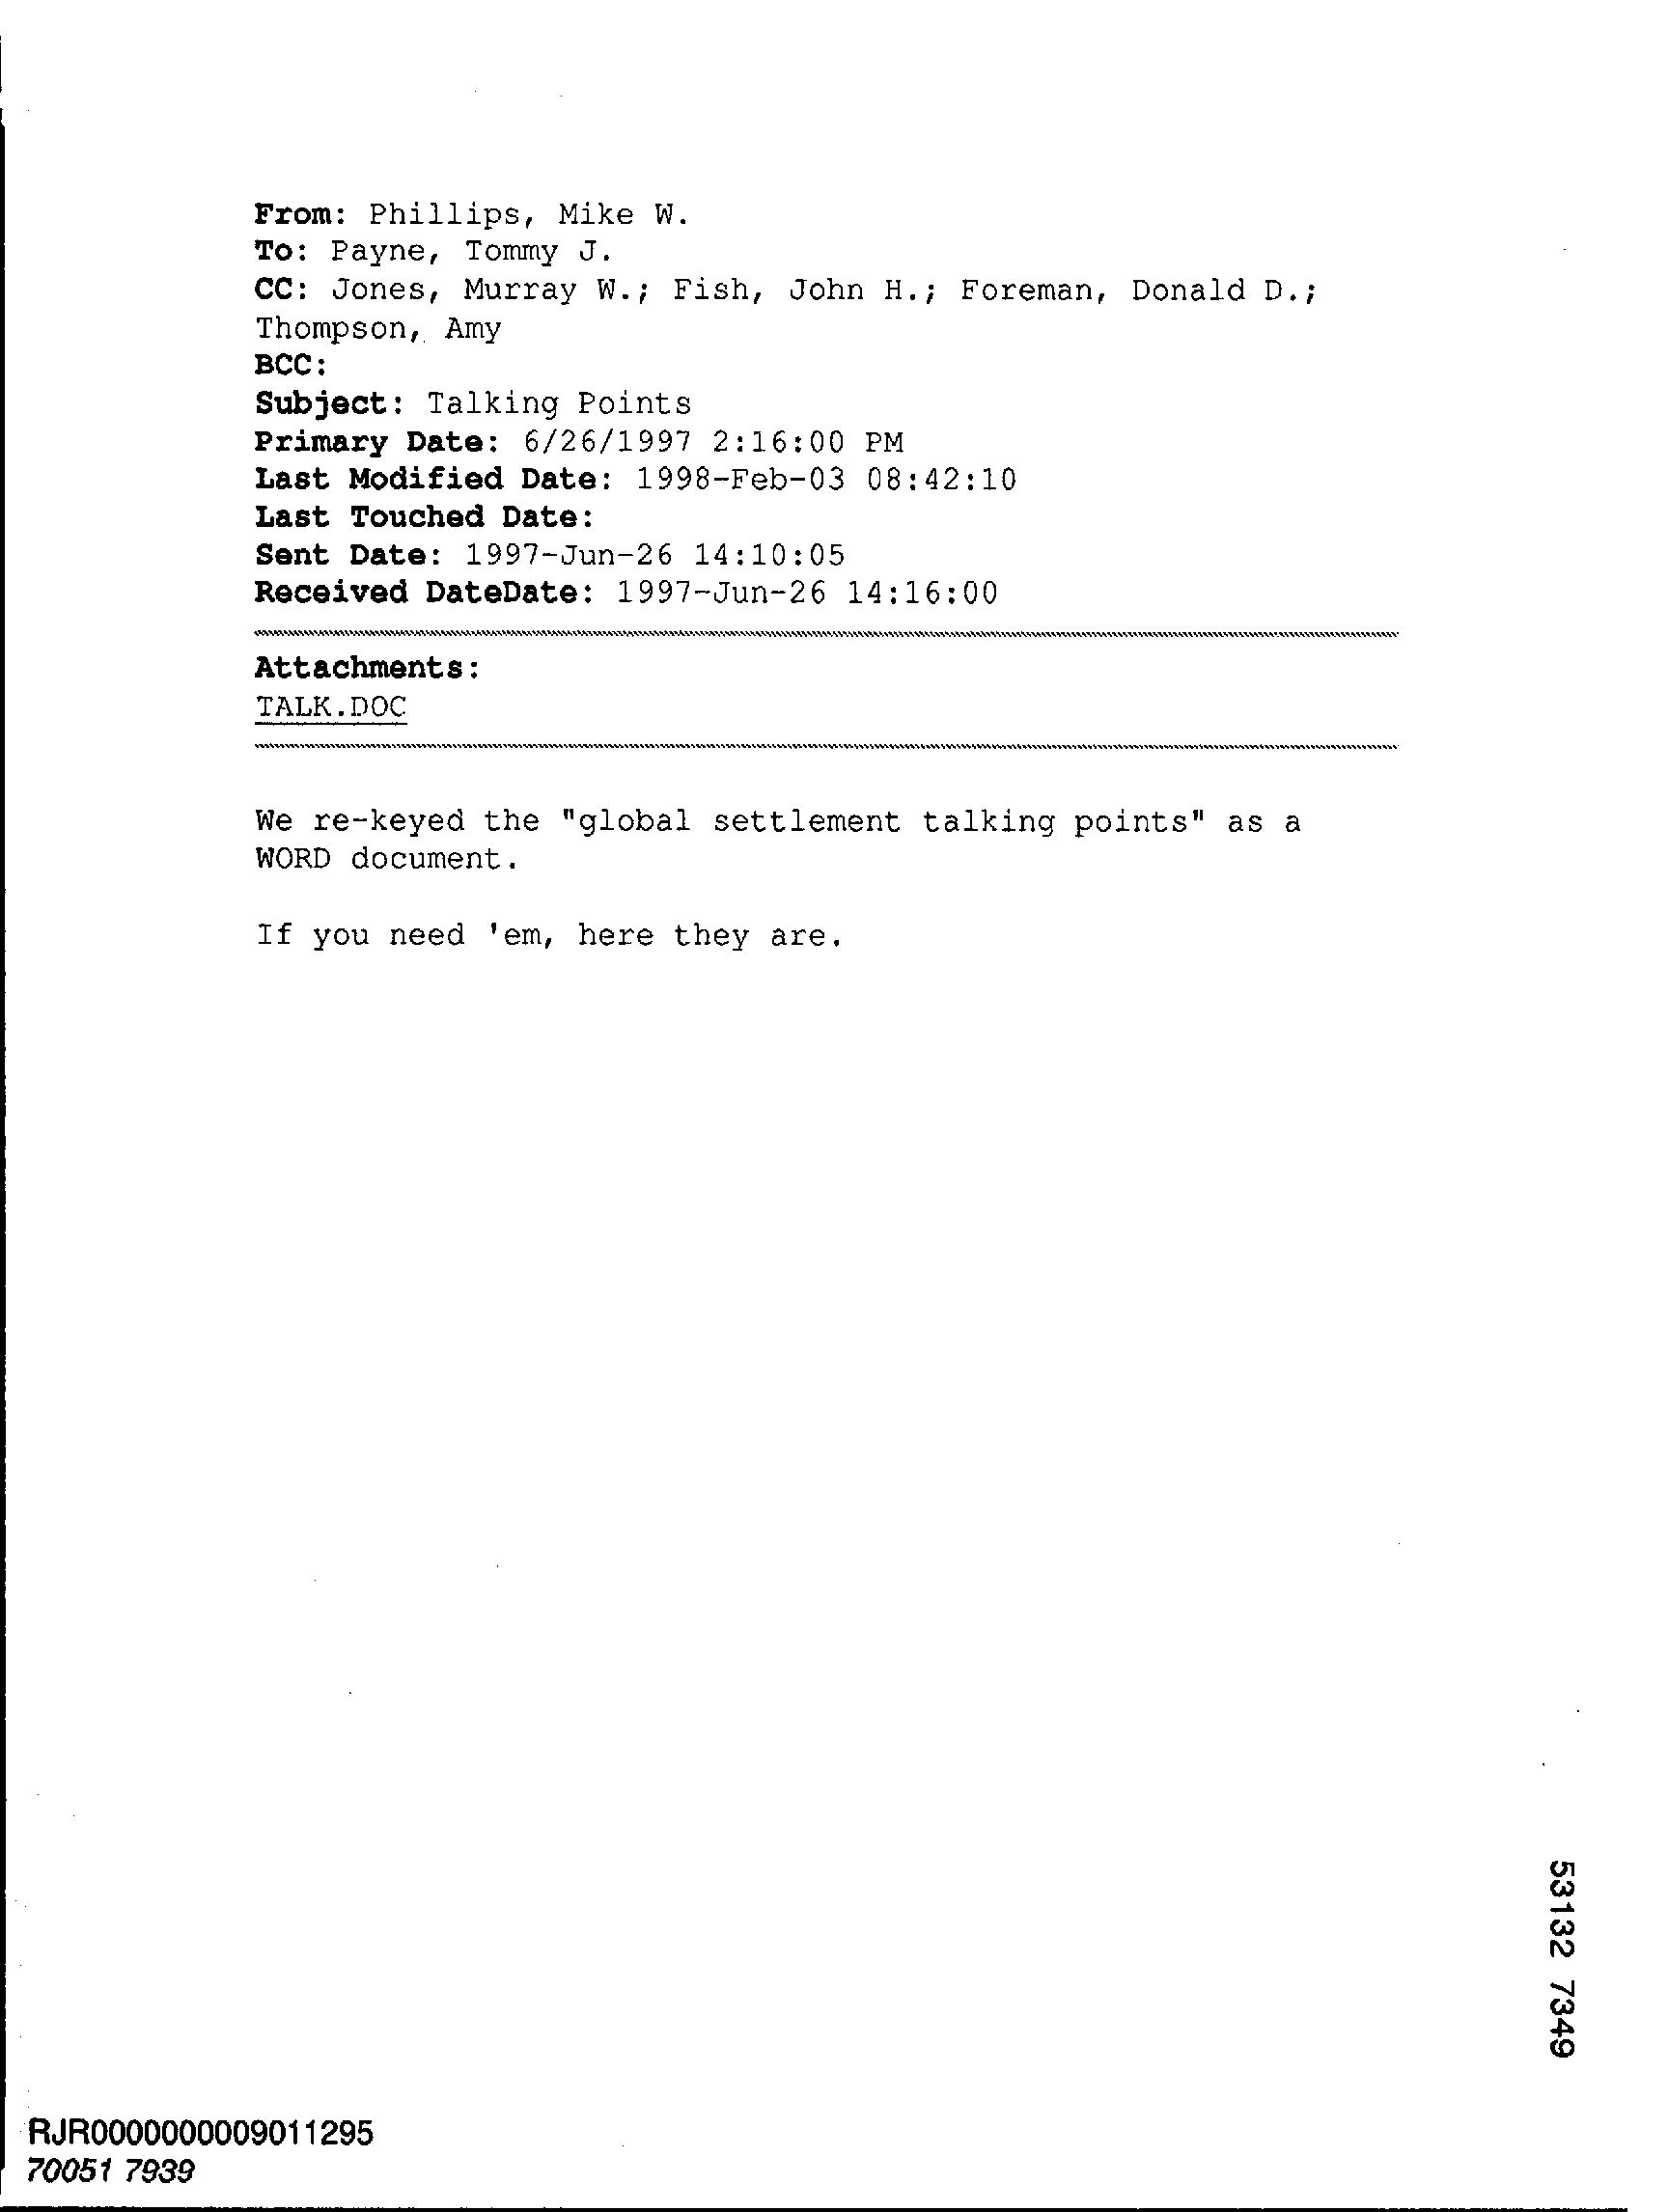 From: Phillips, Mike W.
To: Payne, Tommy J.
CC: Jones, Murray W.; Fish, John H.; Foreman, Donald D.;
Thompson, Amy
BCC:
Subject: Talking Points
Primary Date: 6/26/1997 2:16:00 PM
Last Modified Date: 1998-Feb-03 08:42:10
Last Touched Date:
Sent Date: 1997-Jun-26 14:10:05
Received DateDate: 1997-Jun-26 14:16:00
Attachments:
TALK.DOC
We re-keyed the "global settlement talking points" as a
WORD document.
If you need 'em, here they are.
53132 7349
RJR0000000009011295
70051 7939